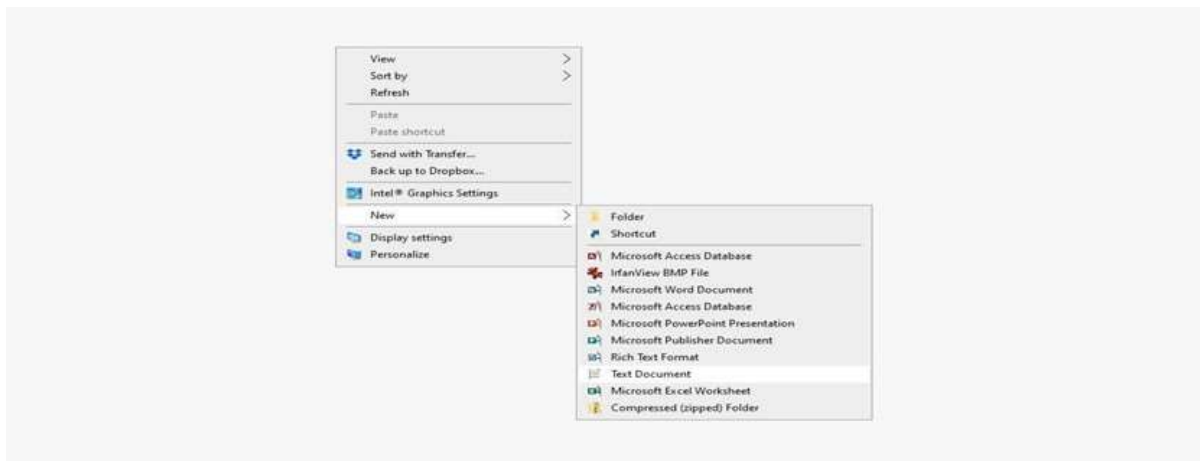 View
Sort by
Refresh
Paste
Paste shortcut
Send with Transfer...
Back up to Dropbox...
Intel® Graphics Settings
New
Display settings
Personalize
Folder
Shortcut
Microsoft Access Database
IrfanView BMP File
Microsoft Word Document
Microsoft Access Database
Microsoft PowerPoint Presentation
Microsoft Publisher Document
Rich Text Format
Text Document
Microsoft Excel Worksheet
Compressed (zipped) Folder